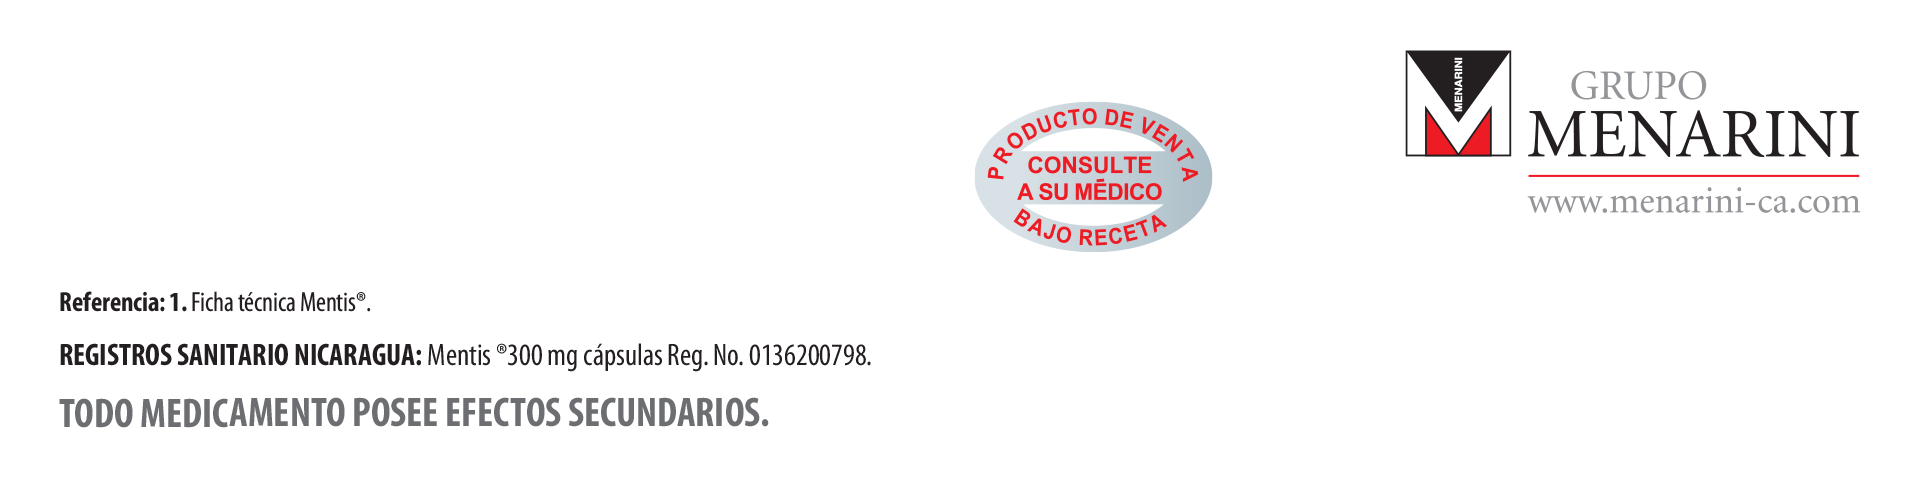 MENARINI
GRUPO
MENARINI
www.menarini-ca.com
PRODUCTO DE VENTA
CONSULTE
A SU MÉDICO
BAJO RECETA
Referencia: 1. Ficha técnica Mentis®.
REGISTROS SANITARIO NICARAGUA: Mentis ®300 mg cápsulas Reg. No. 0136200798.
TODO MEDICAMENTO POSEE EFECTOS SECUNDARIOS.